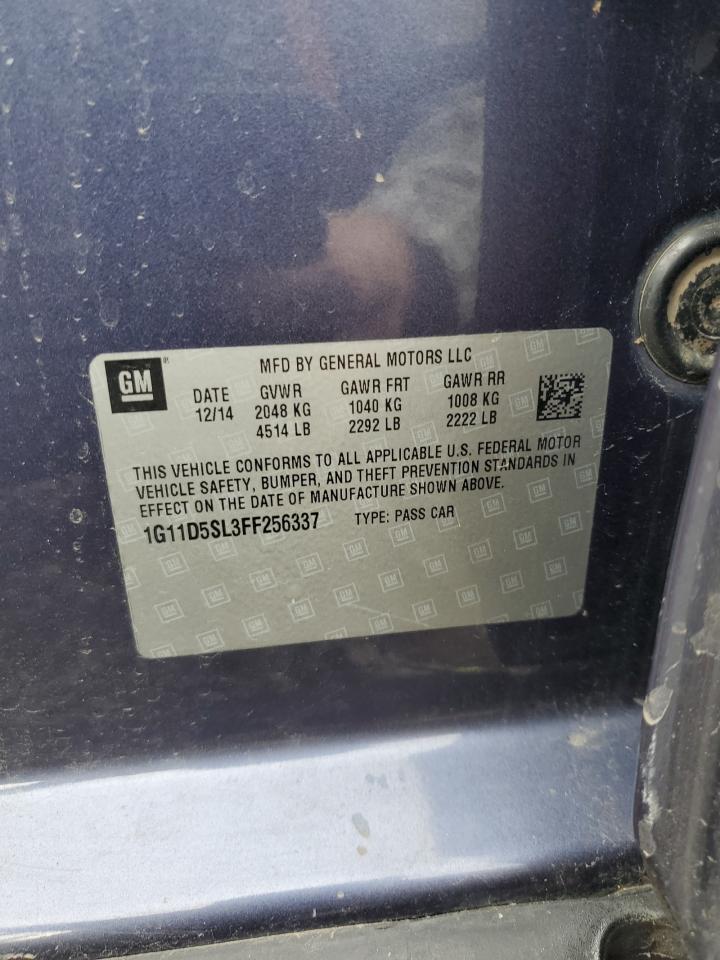 GM
MFD BY GENERAL MOTORS LLC
DATE GVWR GAWR FRT GAWR RR
12/14 2048 KG 1040 KG 1008 KG
4514 LB 2292 LB 2222 LB
THIS VEHICLE CONFORMS TO ALL APPLICABLE U.S. FEDERAL MOTOR
VEHICLE SAFETY, BUMPER, AND THEFT PREVENTION STANDARDS IN
EFFECT ON THE DATE OF MANUFACTURE SHOWN ABOVE.
1G11D5SL3FF256337 TYPE: PASS CAR